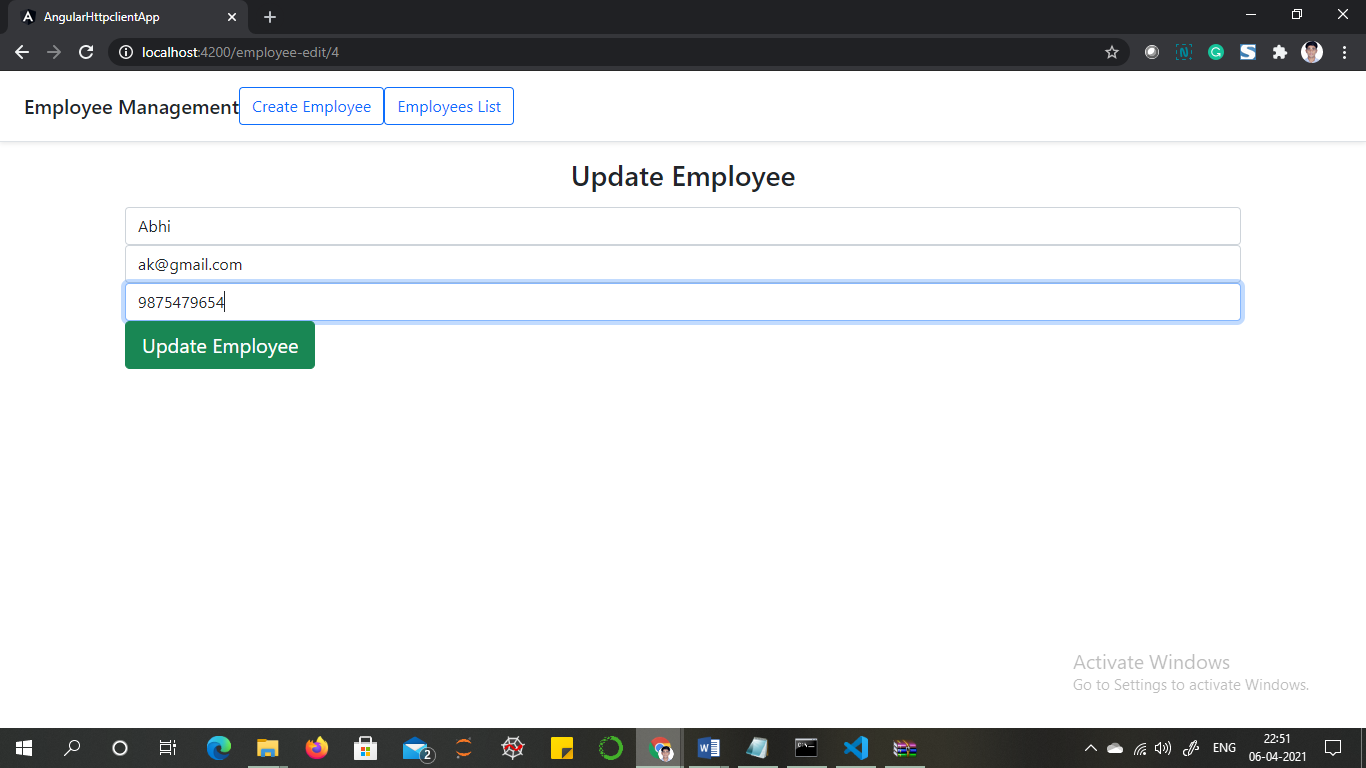 AngularHttpclientApp
localhost:4200/employee-edit/4
Employee Management Create Employee Employees List
Update Employee
Abhi
ak@gmail.com
9875479654
Update Employee
Activate Windows
Go to Settings to activate Windows.
2
ENG
22:51
06-04-2021